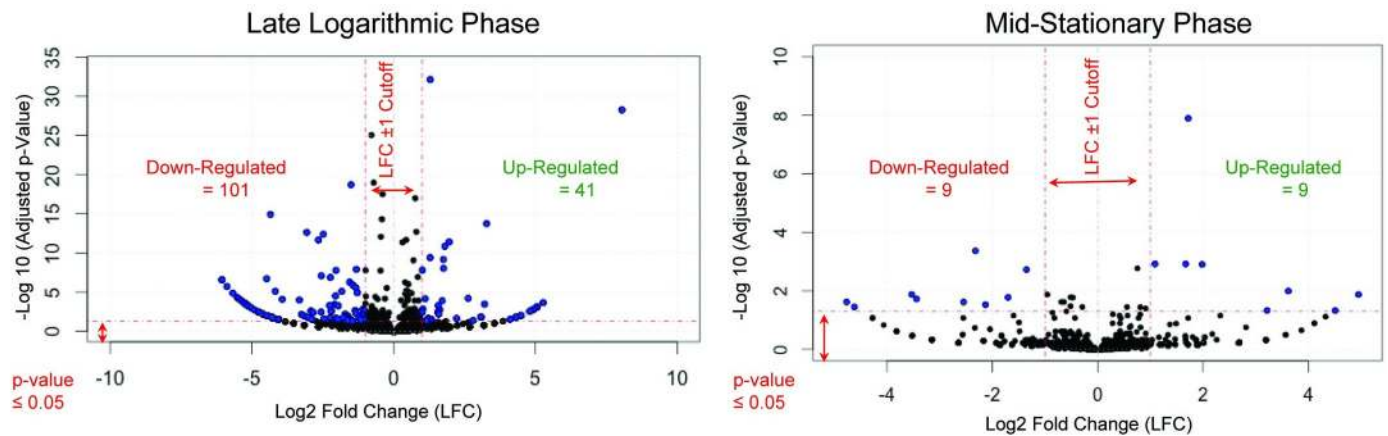 Late Logarithmic Phase
35
30
25
20
15
10
5
0
-Log 10 (Adjusted p-Value)
Down-Regulated
= 101
LFC ±1 Cutoff
Up-Regulated
= 41
-10
-5
0
5
10
p-value
≤ 0.05
Log2 Fold Change (LFC)
Mid-Stationary Phase
10
8
6
4
2
0
-Log 10 (Adjusted p-Value)
Down-Regulated
= 9
LFC ±1 Cutoff
Up-Regulated
= 9
-4
-2
0
2
4
p-value
≤ 0.05
Log2 Fold Change (LFC)